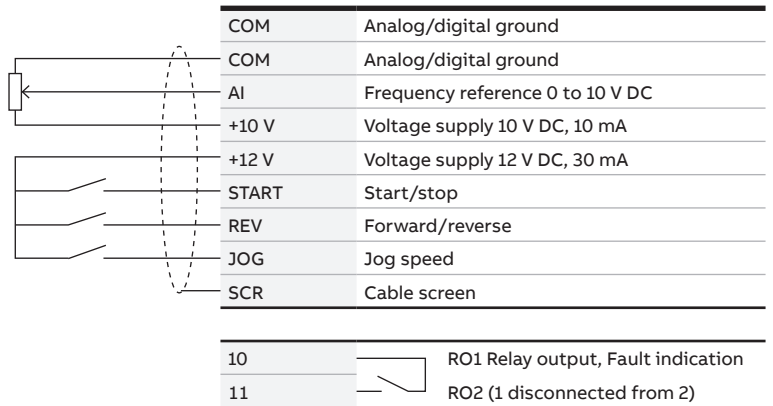 COM Analog/digital ground
COM Analog/digital ground
AI Frequency reference 0 to 10 V DC
+10 V Voltage supply 10 V DC, 10 mA
+12 V Voltage supply 12 V DC, 30 mA
START Start/stop
REV Forward/reverse
JOG Jog speed
SCR Cable screen
10 RO1 Relay output, Fault indication
11 RO2 (1 disconnected from 2)